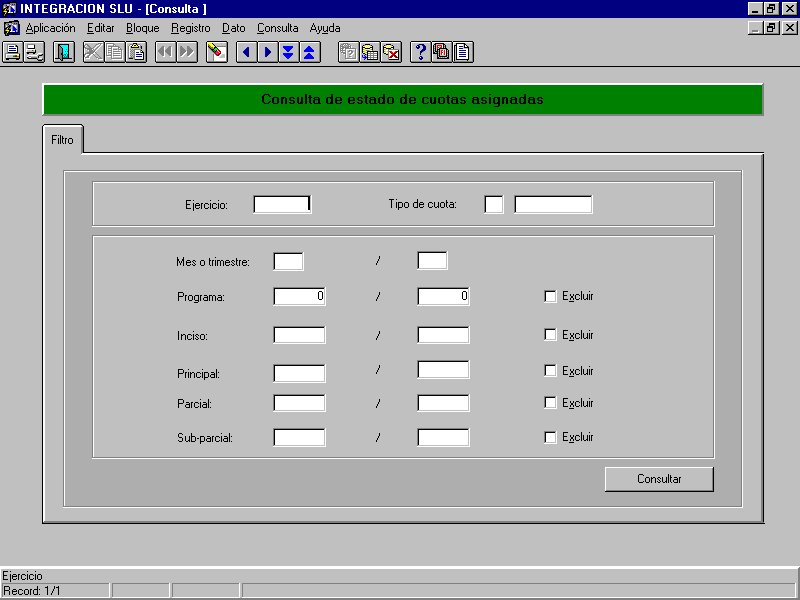 INTEGRACION SLU - [Consulta ]
Aplicación Editar Bloque Registro Dato Consulta Ayuda
Consulta de estado de cuotas asignadas
Filtro
Ejercicio: Tipo de cuota:
Mes o trimestre: /
Programa: 0 / 0 Excluir
Inciso: / Excluir
Principal: / Excluir
Parcial: / Excluir
Sub-parcial: / Excluir
Consultar
Ejercicio
Record: 1/1